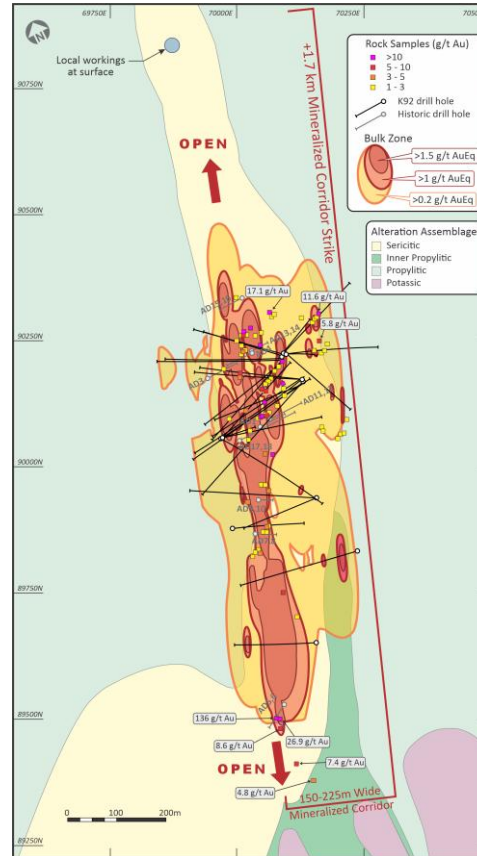 69750E
70000E
70250E
7050
90750N
90500N
90250N
90000N
89750N
89500N
89250N
Local workings
at surface
Rock Samples (g/t Au)
>10
5 - 10
3 - 5
1 - 3
K92 drill hole
Historic drill hole
Bulk Zone
>1.5 g/t AuEq
>1 g/t AuEq
>0.2 g/t AuEq
Alteration Assemblage
Sericitic
Inner Propylitic
Propylitic
Potassic
+1.7 km Mineralized Corridor Strike
OPEN
17.1 g/t Au
11.6 g/t Au
5.8 g/t Au
136 g/t Au
8.6 g/t Au
26.9 g/t Au
OPEN
7.4 g/t Au
4.8 g/t Au
150-225m Wide
Mineralized Corridor
0 100 200m